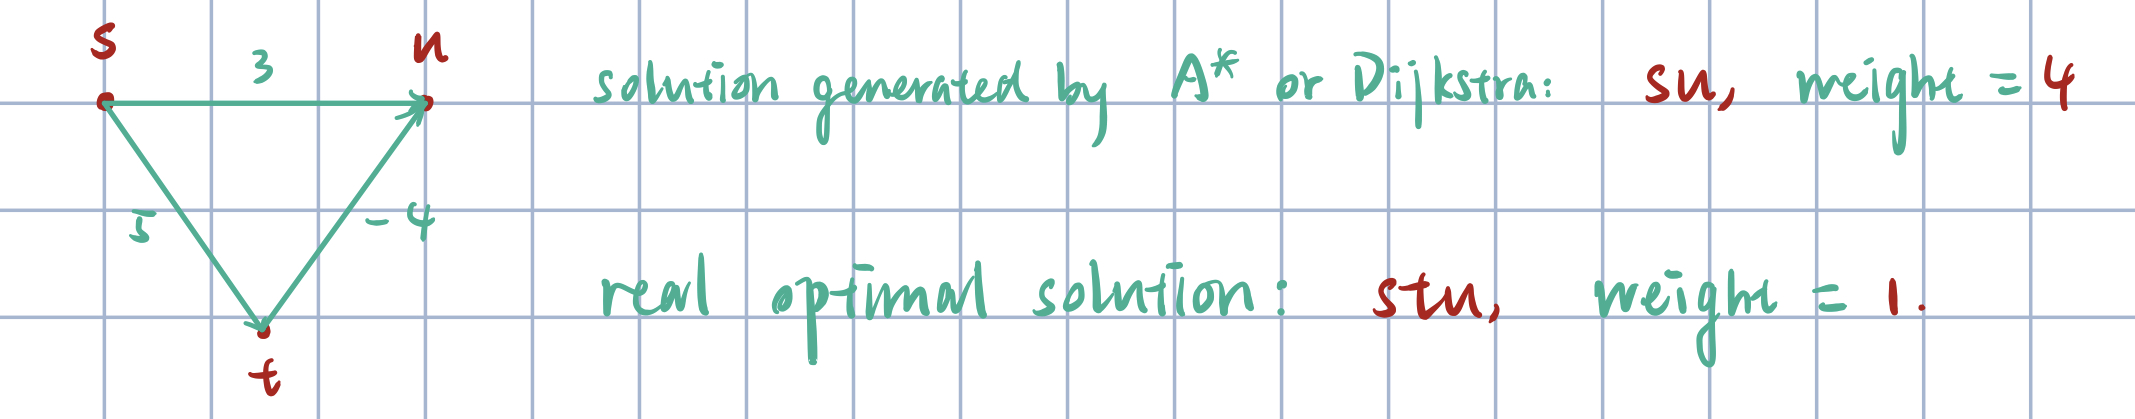 s
u
3
solution generated by A* or Dijkstra: su, weight = 4
5
-4
real optimal solution: stu, weight = 1.
t